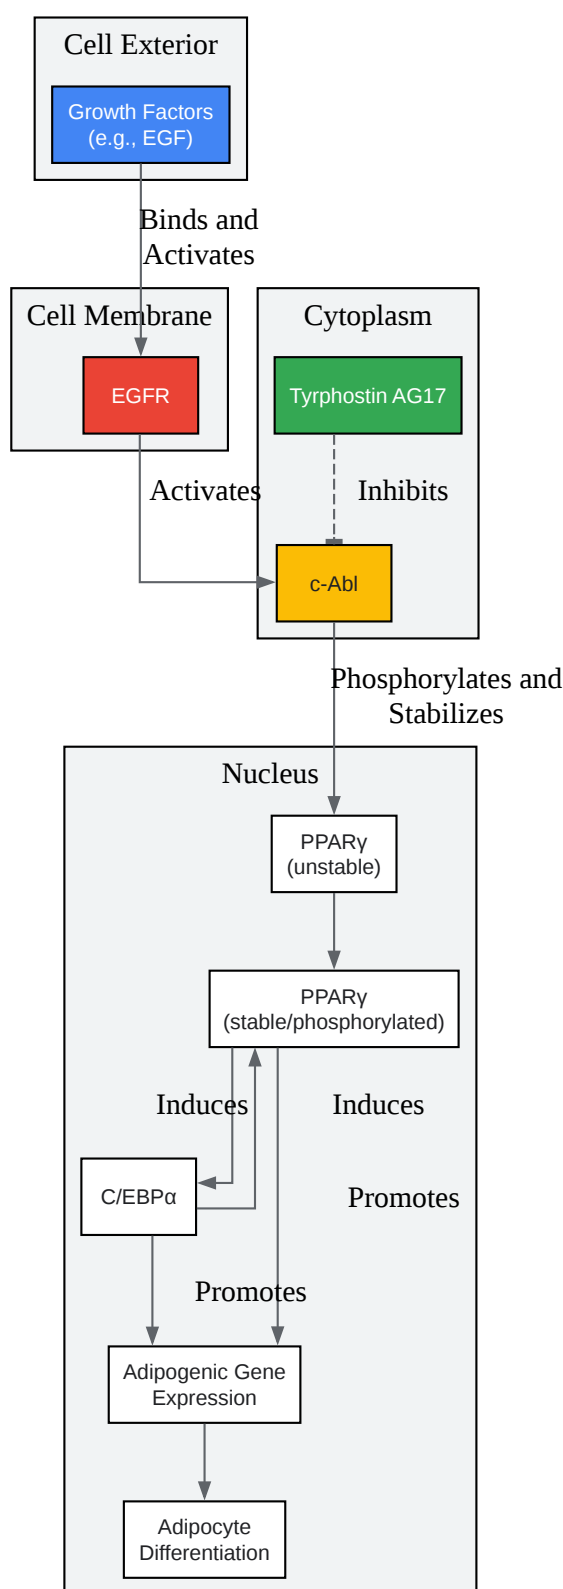 Cell Exterior
Growth Factors
(e.g., EGF)
Binds and
Activates
Cell Membrane
Cytoplasm
EGFR
Tyrphostin AG17
Activates
Inhibits
c-Abl
Phosphorylates and
Stabilizes
Nucleus
PPARγ
(unstable)
PPARγ
(stable/phosphorylated)
Induces
Induces
C/EBPα
Promotes
Promotes
Adipogenic Gene
Expression
Adipocyte
Differentiation